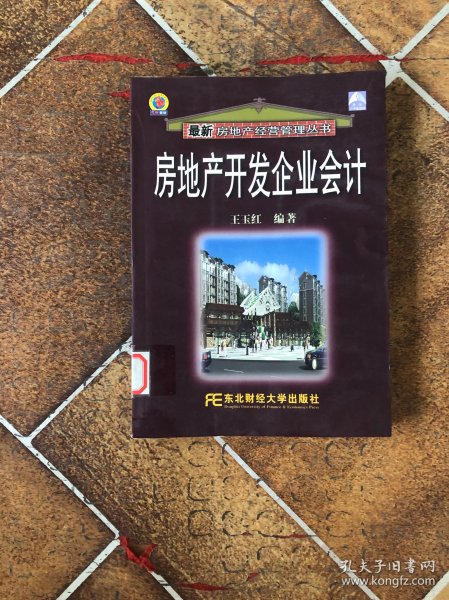 最新 房地产经营管理丛书
房地产开发企业会计
王玉红 编著
东北财经大学出版社
Dongbei University of Finance & Economics Press
孔夫子旧书网
www.kongfz.com